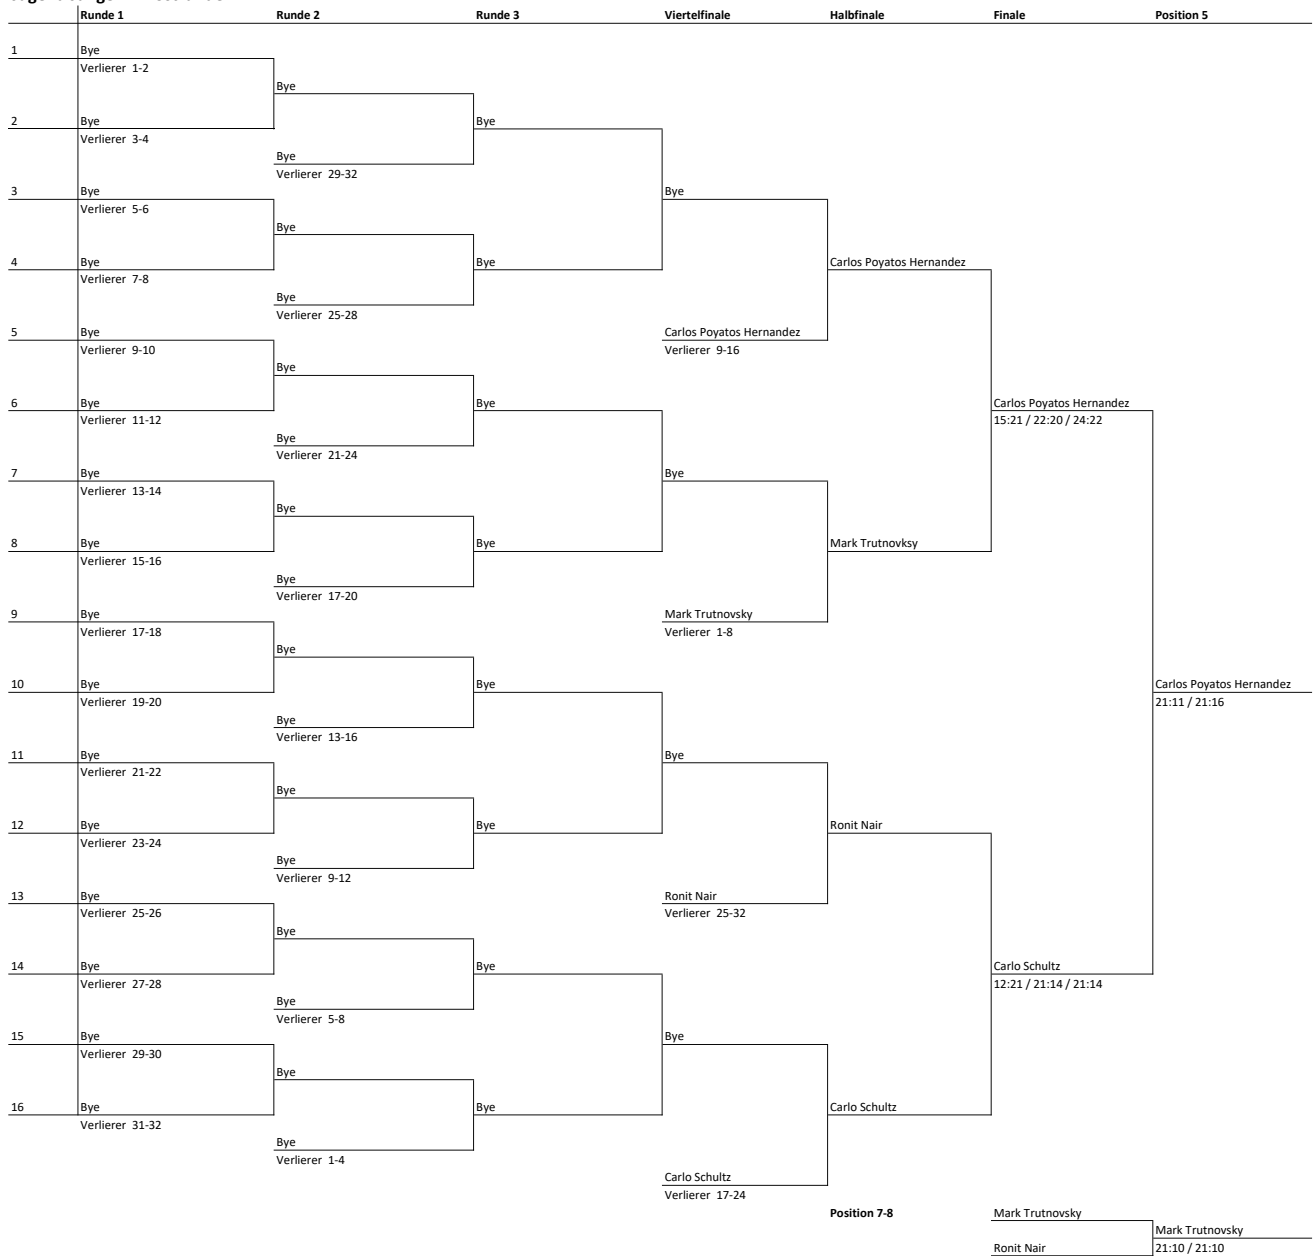 Runde 1 Runde 2 Runde 3 Viertelfinale Halbfinale Finale Position 5
1 Bye
Verlierer 1-2
Bye
2 Bye Bye
Verlierer 3-4
Bye
Verlierer 29-32
3 Bye Bye
Verlierer 5-6
Bye
4 Bye Bye Carlos Poyatos Hernandez
Verlierer 7-8
Bye
Verlierer 25-28
5 Bye Carlos Poyatos Hernandez
Verlierer 9-10 Verlierer 9-16
Bye
6 Bye Bye Carlos Poyatos Hernandez
Verlierer 11-12 15:21 / 22:20 / 24:22
Bye
Verlierer 21-24
7 Bye Bye
Verlierer 13-14
Bye
8 Bye Bye Mark Trutnovksy
Verlierer 15-16
Bye
Verlierer 17-20
9 Bye Mark Trutnovsky
Verlierer 17-18 Verlierer 1-8
Bye
10 Bye Bye Carlos Poyatos Hernandez
Verlierer 19-20 21:11 / 21:16
Bye
Verlierer 13-16
11 Bye Bye
Verlierer 21-22
Bye
12 Bye Bye Ronit Nair
Verlierer 23-24
Bye
Verlierer 9-12
13 Bye Ronit Nair
Verlierer 25-26 Verlierer 25-32
Bye
14 Bye Bye Carlo Schultz
Verlierer 27-28 12:21 / 21:14 / 21:14
Bye
Verlierer 5-8
15 Bye Bye
Verlierer 29-30
Bye
16 Bye Bye Carlo Schultz
Verlierer 31-32
Bye
Verlierer 1-4
Carlo Schultz
Verlierer 17-24
Position 7-8 Mark Trutnovsky
Mark Trutnovsky
Ronit Nair 21:10 / 21:10